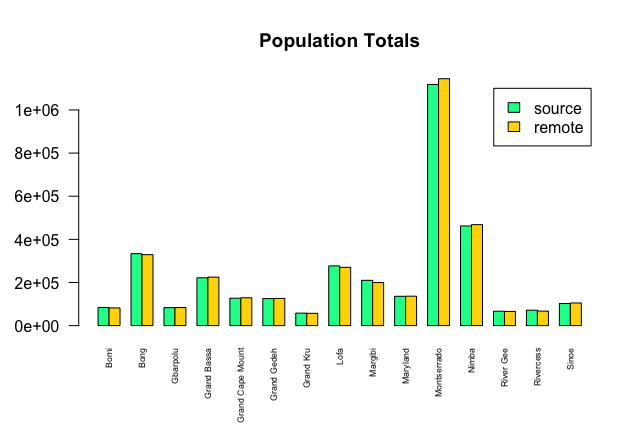 Population Totals
1e+06
8e+05
6e+05
4e+05
2e+05
0e+00
source
remote
Bomi
Bong
Gbarpolu
Grand Bassa
Grand Cape Mount
Grand Gedeh
Grand Kru
Lofa
Margibi
Maryland
Montserrado
Nimba
River Gee
Rivercess
Sinoe